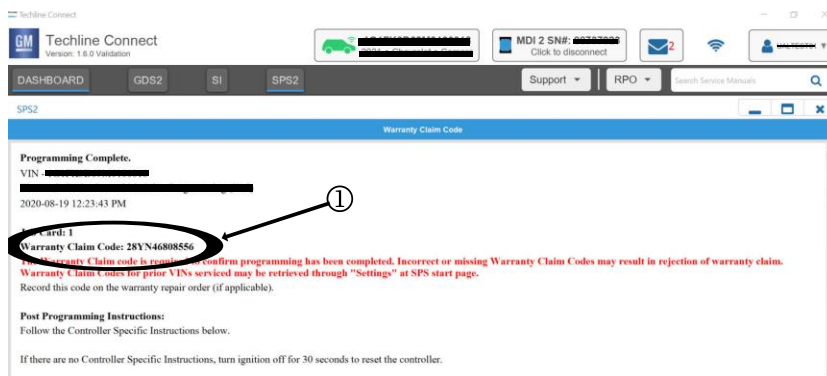 Techline Connect
GM
Techline Connect
Version: 1.6.0 Validation
MDI 2 SN#:
Click to disconnect
2
DASHBOARD GDS2 SI SPS2 Support RPO Search Service Manuals
SPS2
Warranty Claim Code
Programming Complete.
VIN -
2020-08-19 12:23:43 PM
①
Card: 1
Warranty Claim Code: 28YN46808556
The Warranty Claim code is required to confirm programming has been completed. Incorrect or missing Warranty Claim Codes may result in rejection of warranty claim.
Warranty Claim Codes for prior VINs serviced may be retrieved through "Settings" at SPS start page.
Record this code on the warranty repair order (if applicable).
Post Programming Instructions:
Follow the Controller Specific Instructions below.
If there are no Controller Specific Instructions, turn ignition off for 30 seconds to reset the controller.